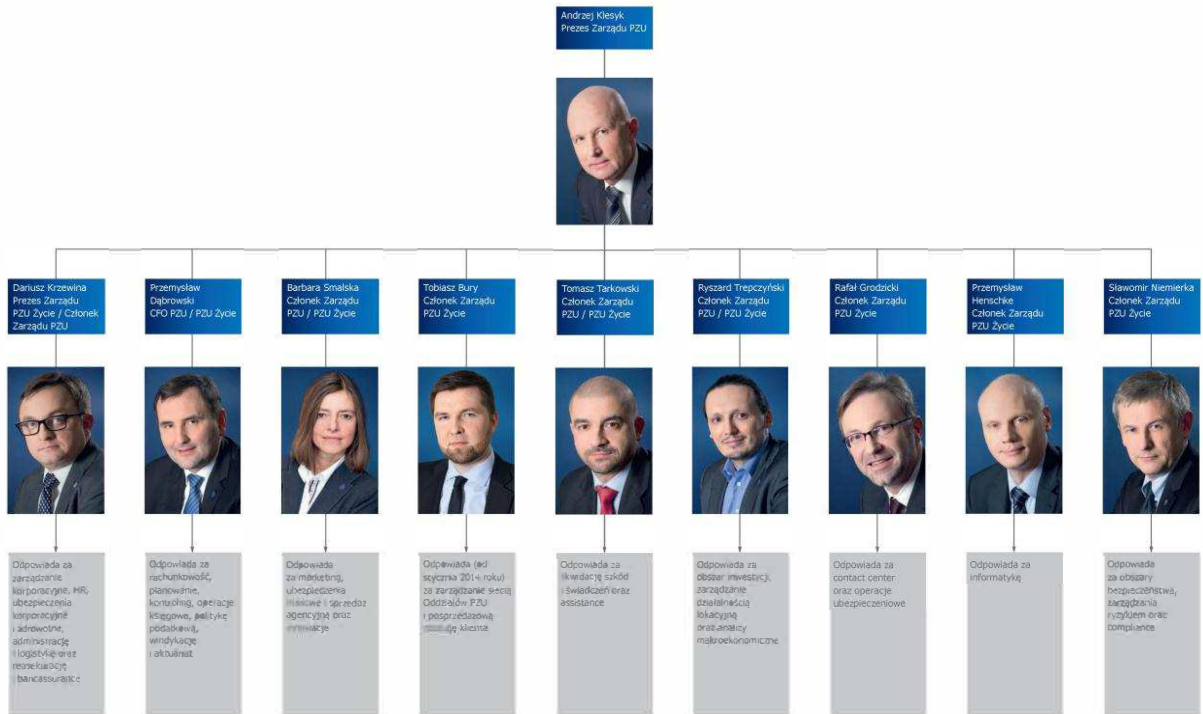 Andrzej Klesyk
Prezes Zarządu PZU
Dariusz Krzewina
Prezes Zarządu
PZU Życie / Członek
Zarządu PZU
Przemysław
Dąbrowski
CFO PZU / PZU Życie
Barbara Smalska
Członek Zarządu
PZU / PZU Życie
Tobiasz Bury
Członek Zarządu
PZU / PZU Życie
Tomasz Tarkowski
Członek Zarządu
PZU / PZU Życie
Ryszard Trepczyński
Członek Zarządu
PZU / PZU Życie
Rafał Grodzicki
Członek Zarządu
PZU Życie
Przemysław
Henschke
Członek Zarządu
PZU Życie
Sławomir Niemierka
Członek Zarządu
PZU Życie
Odpowiada za
zarządzanie
korporacyjne, HR,
ubezpieczenia
korporacyjne
i zdrowotne,
administrację
i logistykę oraz
reasekurację
i bancassurance
Odpowiada za
rachunkowość,
planowanie,
kontroling, operacje
księgowe, politykę
podatkową,
windykację
i aktuariat
Odpowiada
za marketing,
ubezpieczenia
masowe i sprzedaż
agencyjną oraz
innowacje
Odpowiada (od
stycznia 2014 roku)
za zarządzanie siecią
Oddziałów PZU
i posprzedażową
obsługę klienta
Odpowiada za
likwidację szkód
i świadczeń oraz
assistance
Odpowiada za
obszar inwestycji,
zarządzanie
działalnością
lokacyjną
oraz analizy
makroekonomiczne
Odpowiada za
contact center
oraz operacje
ubezpieczeniowe
Odpowiada za
informatykę
Odpowiada
za obszary
bezpieczeństwa,
zarządzania
ryzykiem oraz
compliance